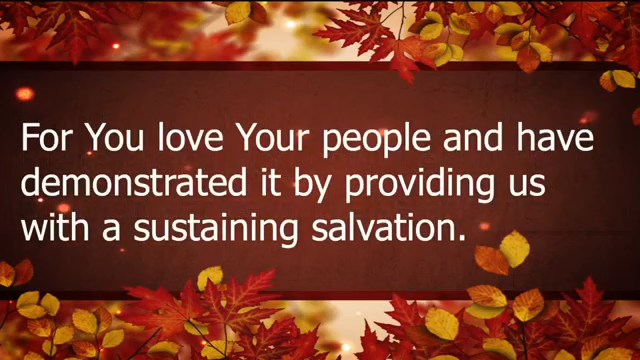 For You love Your people and have
demonstrated it by providing us
with a sustaining salvation.